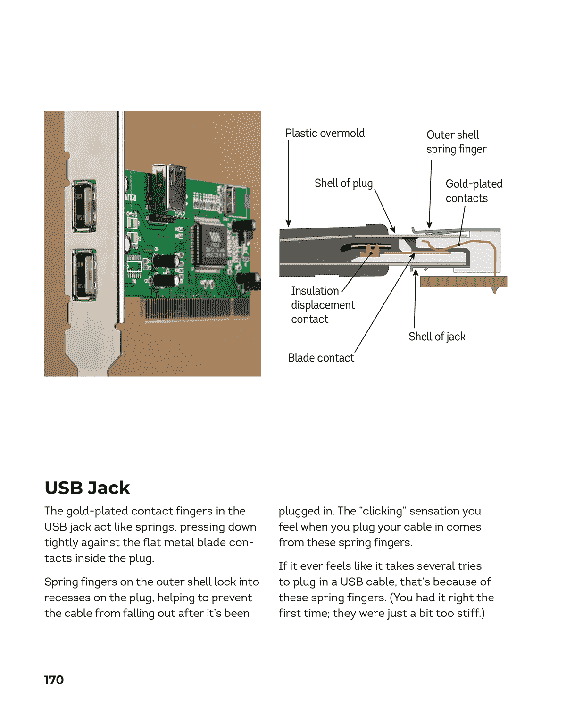 Plastic overmold
Outer shell
spring finger
Shell of plug
Gold-plated
contacts
Insulation
displacement
contact
Shell of jack
Blade contact
USB Jack
The gold-plated contact fingers in the
USB jack act like springs, pressing down
tightly against the flat metal blade con-
tacts inside the plug.
Spring fingers on the outer shell lock into
recesses on the plug, helping to prevent
the cable from falling out after it’s been
plugged in. The “clicking” sensation you
feel when you plug your cable in comes
from these spring fingers.
If it ever feels like it takes several tries
to plug in a USB cable, that’s because of
these spring fingers. (You had it right the
first time; they were just a bit too stiff.)
170